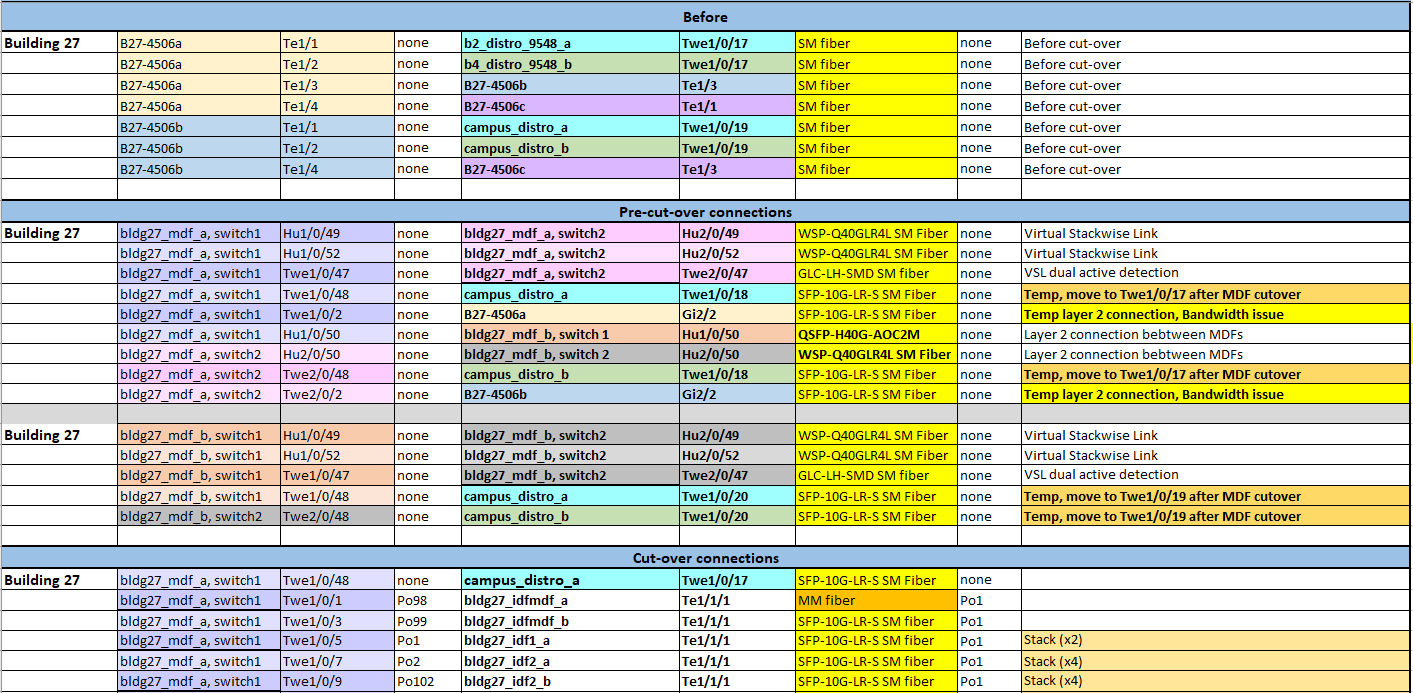 Before
Building 27 B27-4506a Te1/1 none b2_distro_9548_a Twe1/0/17 SM fiber none Before cut-over
B27-4506a Te1/2 none b4_distro_9548_b Twe1/0/17 SM fiber none Before cut-over
B27-4506a Te1/3 none B27-4506b Te1/3 SM fiber none Before cut-over
B27-4506a Te1/4 none B27-4506c Te1/1 SM fiber none Before cut-over
B27-4506b Te1/1 none campus_distro_a Twe1/0/19 SM fiber none Before cut-over
B27-4506b Te1/2 none campus_distro_b Twe1/0/19 SM fiber none Before cut-over
B27-4506b Te1/4 none B27-4506c Te1/3 SM fiber none Before cut-over
Pre-cut-over connections
Building 27 bldg27_mdf_a, switch1 Hu1/0/49 none bldg27_mdf_a, switch2 Hu2/0/49 WSP-Q40GLR4L SM Fiber none Virtual Stackwise Link
bldg27_mdf_a, switch1 Hu1/0/52 none bldg27_mdf_a, switch2 Hu2/0/52 WSP-Q40GLR4L SM Fiber none Virtual Stackwise Link
bldg27_mdf_a, switch1 Twe1/0/47 none bldg27_mdf_a, switch2 Twe2/0/47 GLC-LH-SMD SM fiber none VSL dual active detection
bldg27_mdf_a, switch1 Twe1/0/48 none campus_distro_a Twe1/0/18 SFP-10G-LR-S SM Fiber none Temp, move to Twe1/0/17 after MDF cutover
bldg27_mdf_a, switch1 Twe1/0/2 none B27-4506a Gi2/2 SFP-10G-LR-S SM Fiber none Temp layer 2 connection, Bandwidth issue
bldg27_mdf_a, switch1 Hu1/0/50 none bldg27_mdf_b, switch 1 Hu1/0/50 QSFP-H40G-AOC2M none Layer 2 connection bebtween MDFs
bldg27_mdf_a, switch2 Hu2/0/50 none bldg27_mdf_b, switch 2 Hu2/0/50 WSP-Q40GLR4L SM Fiber none Layer 2 connection bebtween MDFs
bldg27_mdf_a, switch2 Twe2/0/48 none campus_distro_b Twe1/0/18 SFP-10G-LR-S SM Fiber none Temp, move to Twe1/0/17 after MDF cutover
bldg27_mdf_a, switch2 Twe2/0/2 none B27-4506b Gi2/2 SFP-10G-LR-S SM Fiber none Temp layer 2 connection, Bandwidth issue
Building 27 bldg27_mdf_b, switch1 Hu1/0/49 none bldg27_mdf_b, switch2 Hu2/0/49 WSP-Q40GLR4L SM Fiber none Virtual Stackwise Link
bldg27_mdf_b, switch1 Hu1/0/52 none bldg27_mdf_b, switch2 Hu2/0/52 WSP-Q40GLR4L SM Fiber none Virtual Stackwise Link
bldg27_mdf_b, switch1 Twe1/0/47 none bldg27_mdf_b, switch2 Twe2/0/47 GLC-LH-SMD SM fiber none VSL dual active detection
bldg27_mdf_b, switch1 Twe1/0/48 none campus_distro_a Twe1/0/20 SFP-10G-LR-S SM Fiber none Temp, move to Twe1/0/19 after MDF cutover
bldg27_mdf_b, switch2 Twe2/0/48 none campus_distro_b Twe1/0/20 SFP-10G-LR-S SM Fiber none Temp, move to Twe1/0/19 after MDF cutover
Cut-over connections
Building 27 bldg27_mdf_a, switch1 Twe1/0/48 none campus_distro_a Twe1/0/17 SFP-10G-LR-S SM Fiber none
bldg27_mdf_a, switch1 Twe1/0/1 Po98 bldg27_idfmdf_a Te1/1/1 MM fiber Po1
bldg27_mdf_a, switch1 Twe1/0/3 Po99 bldg27_idfmdf_b Te1/1/1 SFP-10G-LR-S SM Fiber Po1
bldg27_mdf_a, switch1 Twe1/0/5 Po1 bldg27_idf1_a Te1/1/1 SFP-10G-LR-S SM Fiber Po1 Stack (x2)
bldg27_mdf_a, switch1 Twe1/0/7 Po2 bldg27_idf2_a Te1/1/1 SFP-10G-LR-S SM Fiber Po1 Stack (x4)
bldg27_mdf_a, switch1 Twe1/0/9 Po102 bldg27_idf2_b Te1/1/1 SFP-10G-LR-S SM Fiber Po1 Stack (x4)